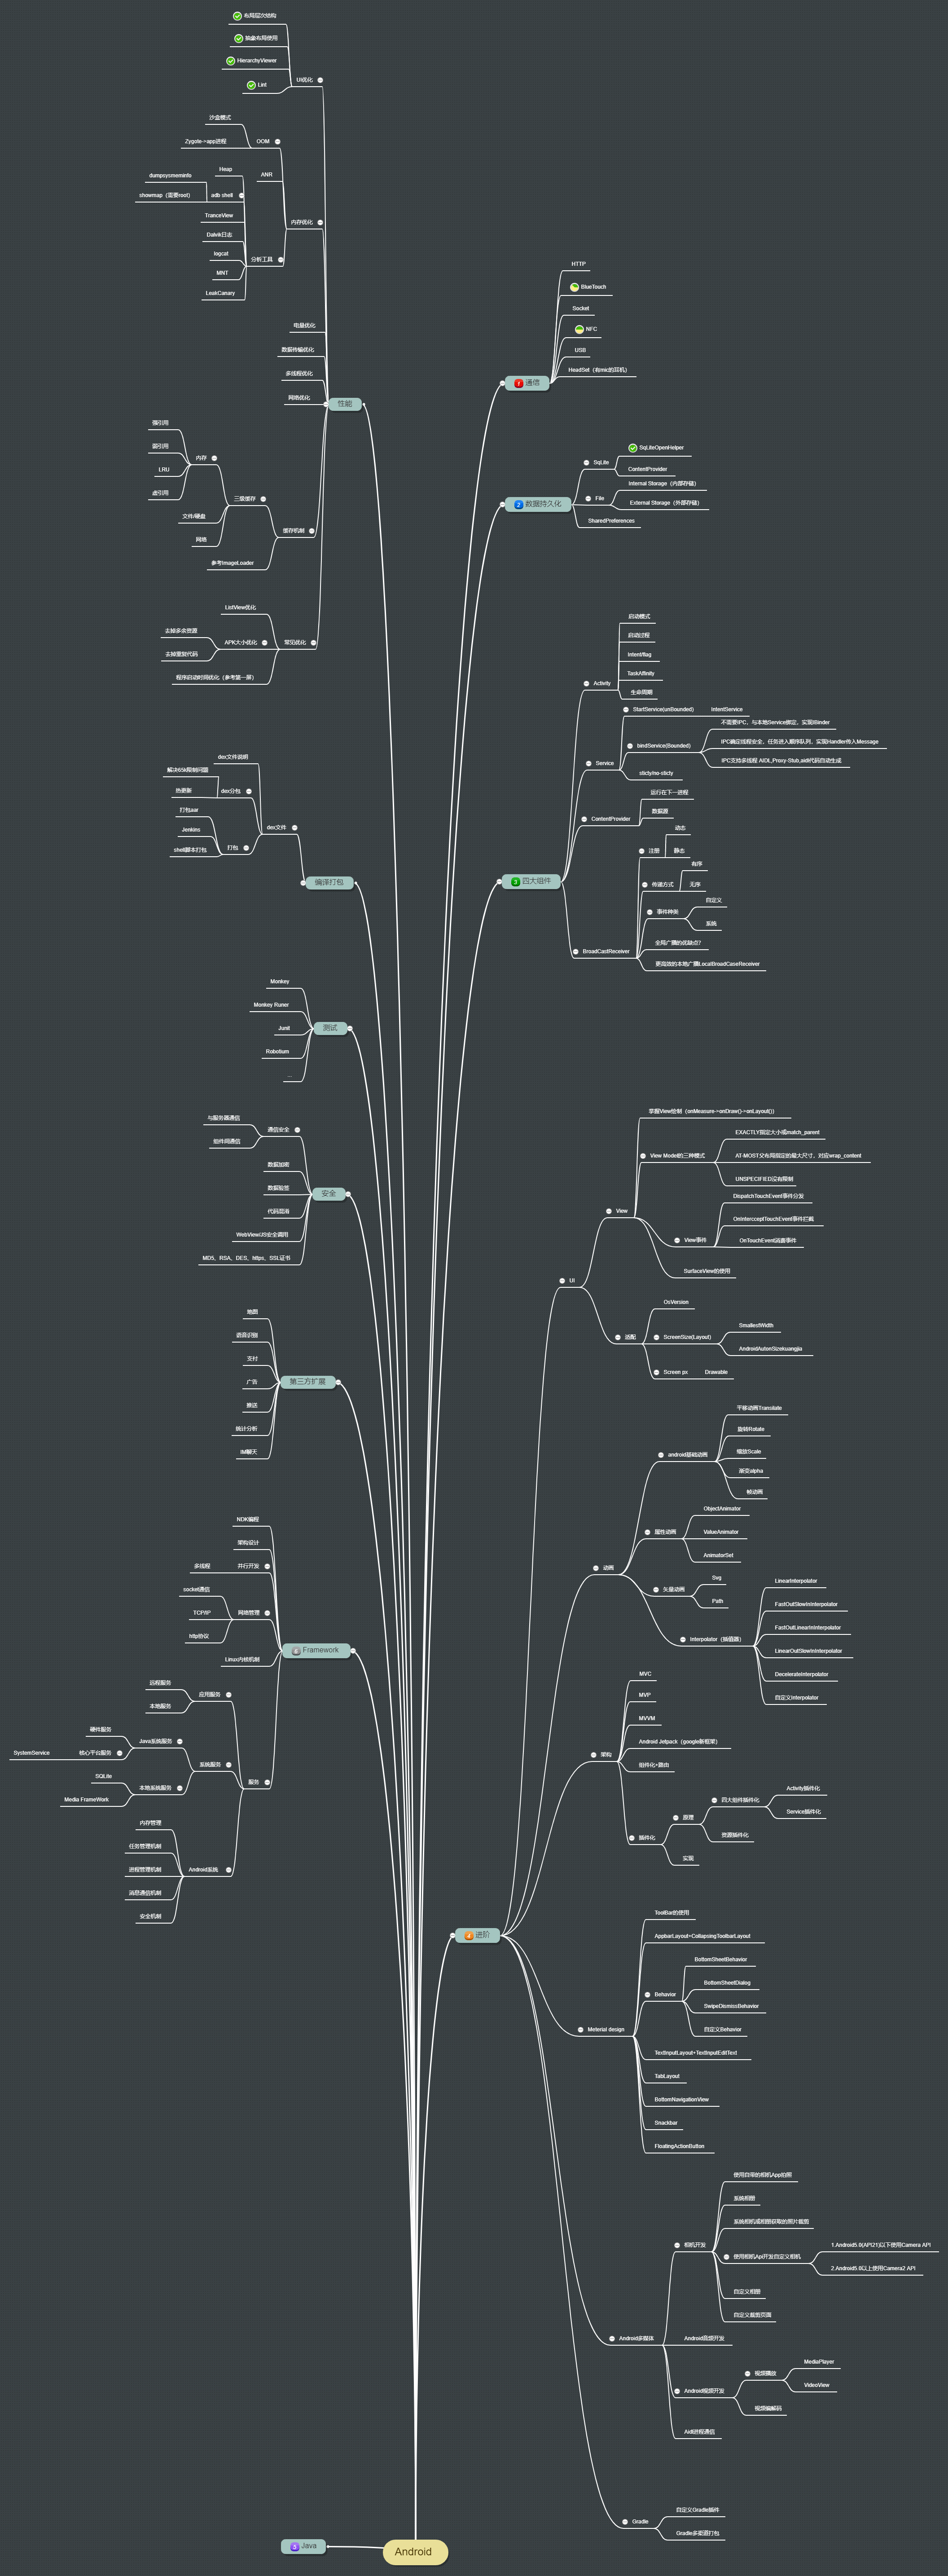 布局层次结构
抽象布局使用
HierarchyViewer
Lint
UI优化
沙盒模式
Zygote->app进程
OOM
ANR
Heap
dumpsysmeminfo
showmap（需要root）
adb shell
TranceView
Dalvik日志
logcat
MNT
LeakCanary
分析工具
内存优化
电量优化
数据传输优化
多线程优化
网络优化
性能
强引用
弱引用
LRU
虚引用
内存
文件/硬盘
网络
三级缓存
参考ImageLoader
缓存机制
ListView优化
去掉多余资源
去掉重复代码
APK大小优化
程序启动时间优化（参考第一屏）
常见优化
dex文件说明
解决65k限制问题
热更新
dex分包
打包aar
Jenkins
shell脚本打包
打包
dex文件
编译打包
Monkey
Monkey Runer
Junit
Robotium
...
测试
与服务器通信
组件间通信
通信安全
数据加密
数据验签
代码混淆
WebView/JS安全调用
MD5、RSA、DES、https、SSL证书
安全
地图
语音识别
支付
广告
推送
统计分析
IM聊天
第三方扩展
NDK编程
架构设计
多线程
并行开发
socket通信
TCP/IP
http协议
网络管理
Linux内核机制
Framework
远程服务
本地服务
应用服务
硬件服务
SystemService
核心平台服务
Java系统服务
SQLite
Media FrameWork
本地系统服务
系统服务
服务
内存管理
任务管理机制
进程管理机制
消息通信机制
安全机制
Android系统
Java
Android
HTTP
BlueTouch
Socket
NFC
USB
HeadSet（有mic的耳机）
1 通信
SqLite
SqLiteOpenHelper
ContentProvider
File
Internal Storage（内部存储）
External Storage（外部存储）
SharedPreferences
2 数据持久化
启动模式
启动过程
Intent/flag
TaskAffinity
生命周期
Activity
StartService(unBounded)
IntentService
bindService(Bounded)
不需要IPC，与本地Service绑定，实现IBinder
IPC确定线程安全，任务进入顺序队列，实现Handler传入Message
IPC支持多线程 AIDL,Proxy-Stub,aidl代码自动生成
sticty/no-sticty
Service
ContentProvider
运行在下一进程
数据源
3 四大组件
注册
动态
静态
传递方式
有序
无序
事件种类
自定义
系统
全局广播的优缺点？
更高效的本地广播LocalBroadCaseReceiver
BroadCastReceiver
掌握View绘制（onMeasure->onDraw()->onLayout()）
View Model的三种模式
EXACTLY指定大小或match_parent
AT-MOST父布局指定的最大尺寸，对应wrap_content
UNSPECIFIED没有限制
View
View事件
DispatchTouchEvent事件分发
OnIntercceptTouchEvent事件拦截
OnTouchEvent消费事件
SurfaceView的使用
UI
适配
OsVersion
ScreenSize(Layout)
SmallestWidth
AndroidAutonSizekuangjia
Screen px
Drawable
android基础动画
平移动画Translate
旋转Rotate
缩放Scale
渐变alpha
帧动画
属性动画
ObjectAnimator
ValueAnimator
AnimatorSet
动画
矢量动画
Svg
Path
Interpolator（插值器）
LinearInterpolator
FastOutSlowInInterpolator
FastOutLinearInInterpolator
LinearOutSlowInInterpolator
DecelerateInterpolator
自定义Interpolator
MVC
MVP
MVVM
Android Jetpack（google新框架）
架构
组件化+路由
插件化
原理
四大组件插件化
Activity插件化
Service插件化
资源插件化
实现
4 进阶
ToolBar的使用
AppbarLayout+CollapsingToolbarLayout
Behavior
BottomSheetBehavior
BottomSheetDialog
SwipeDismissBehavior
自定义Behavior
Meterial design
TextInputLayout+TextInputEditText
TabLayout
BottomNavigationView
Snackbar
FloatingActionButton
使用自带的相机App拍照
系统相册
系统相机或相册获取的照片裁剪
相机开发
使用相机Api开发自定义相机
1.Android5.0(API21)以下使用Camera API
2.Android5.0以上使用Camera2 API
自定义相册
自定义裁剪页面
Android多媒体
Android音频开发
Android视频开发
视频播放
MediaPlayer
VideoView
视频编解码
Aidl进程通信
Gradle
自定义Gradle插件
Gradle多渠道打包